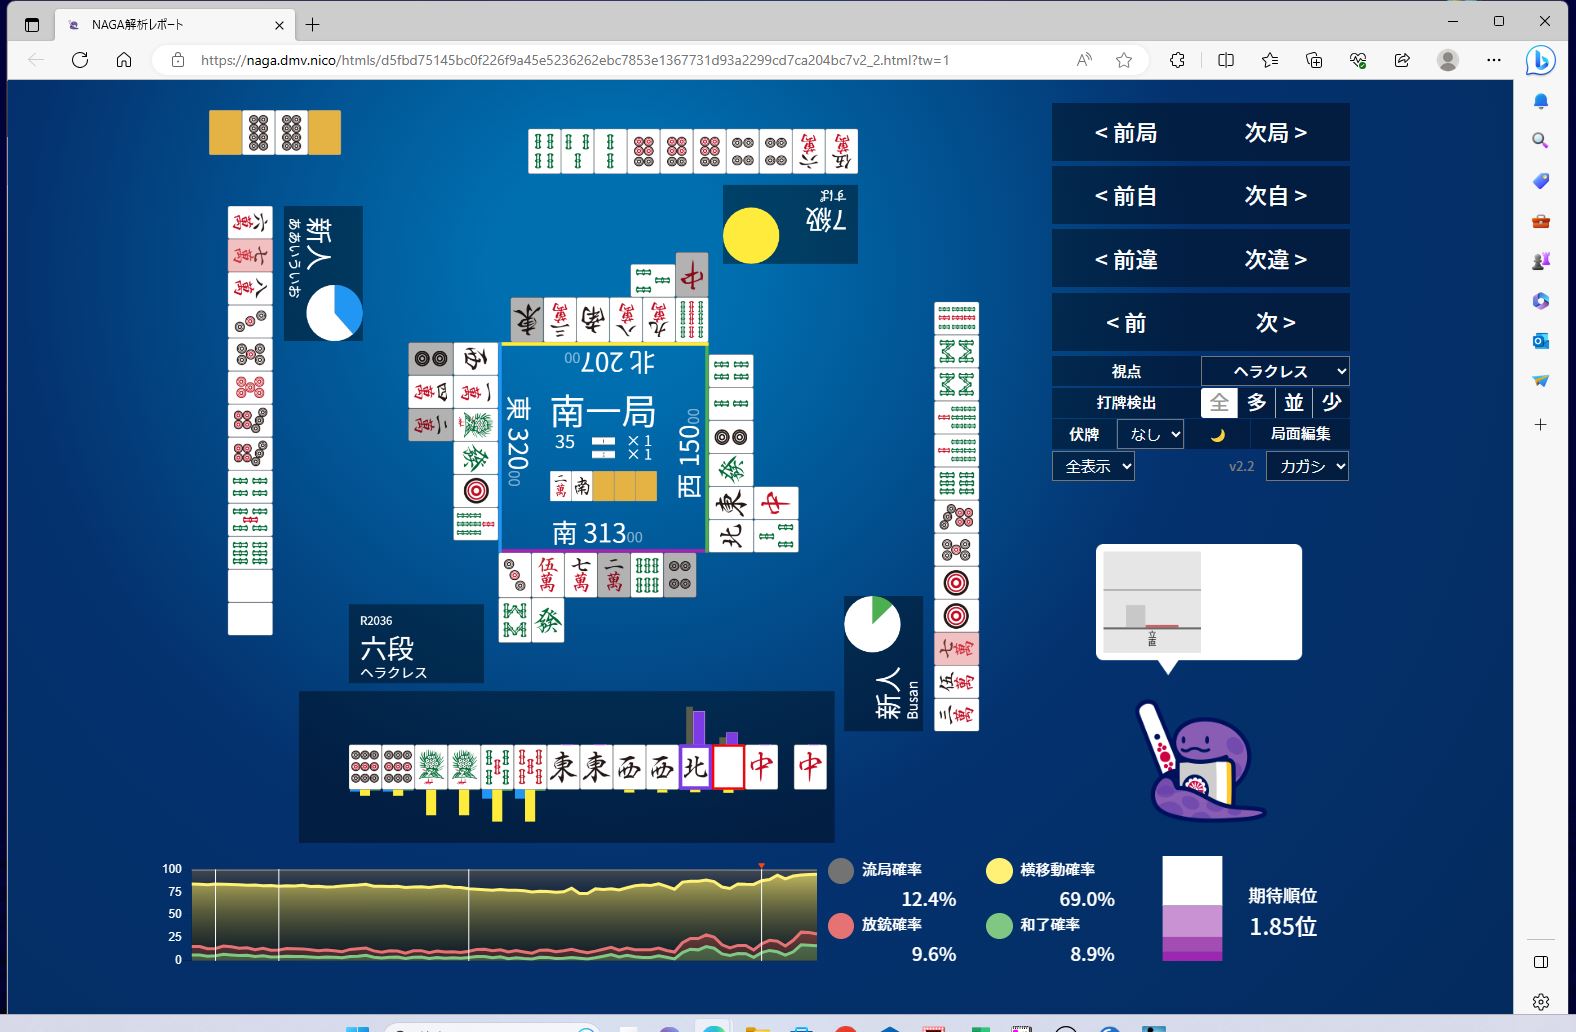 NAGA解析レポート
https://naga.dmv.nico/htmls/d5fbd75145bc0f226f9a45e5236262ebc7853e1367731d93a2299cd7ca204bc7v2_2.html?tw=1
< 前局 次局 >
< 前自 次自 >
< 前違 次違 >
< 前 次 >
視点 ヘラクレス
打牌検出 全 多 並 少
伏牌 なし 局面編集
全表示 v2.2 カガシ
7級
すぱ
新人
ああいういお
北 20700
東 32000
南一局
35 ×1
×1
西 15000
南 31300
R2036
六段
ヘラクレス
新人
Busan
立直
100
75
50
25
0
流局確率 12.4%
横移動確率 69.0%
放銃確率 9.6%
和了確率 8.9%
期待順位
1.85位